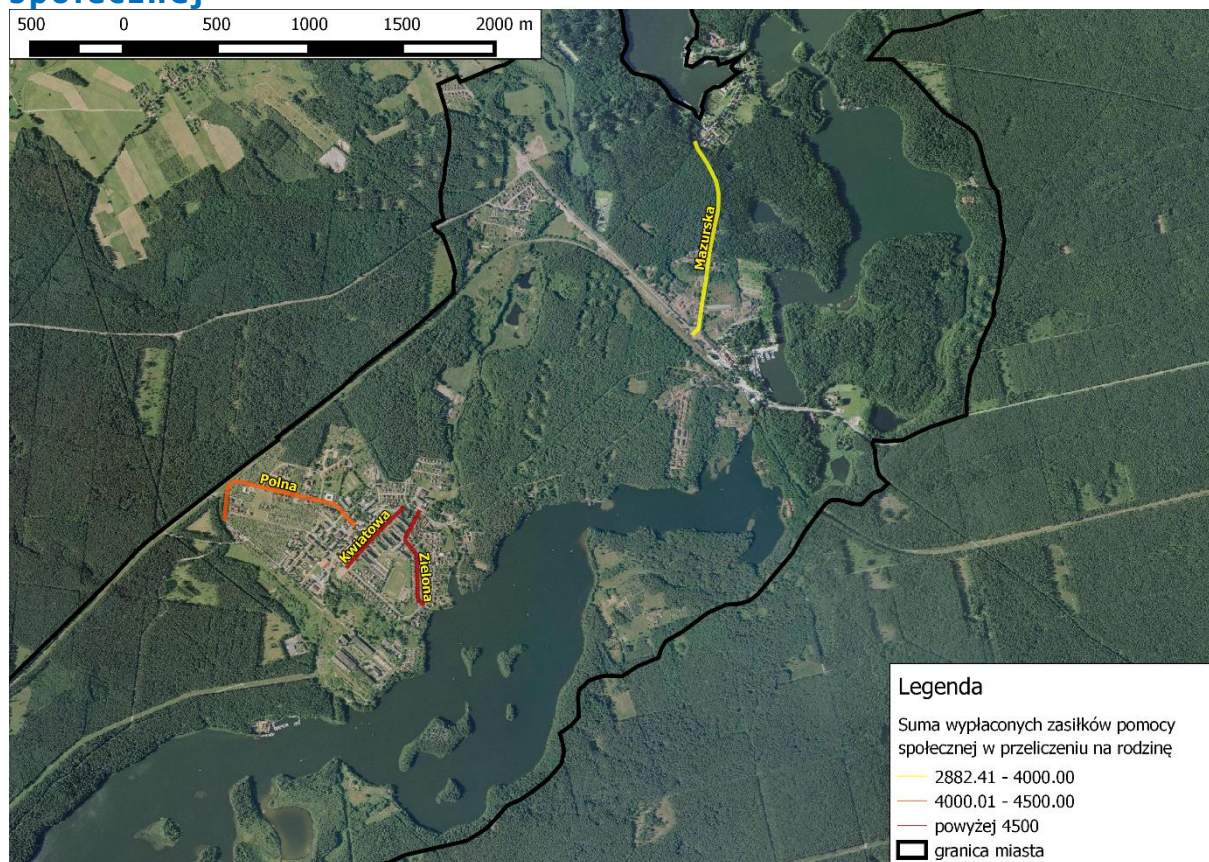 społecznej
500 0 500 1000 1500 2000 m
Mazurska
Polna
Kwiatowa
Zielona
Legenda
Suma wypłaconych zasiłków pomocy
społecznej w przeliczeniu na rodzinę
2882.41 - 4000.00
4000.01 - 4500.00
powyżej 4500
granica miasta